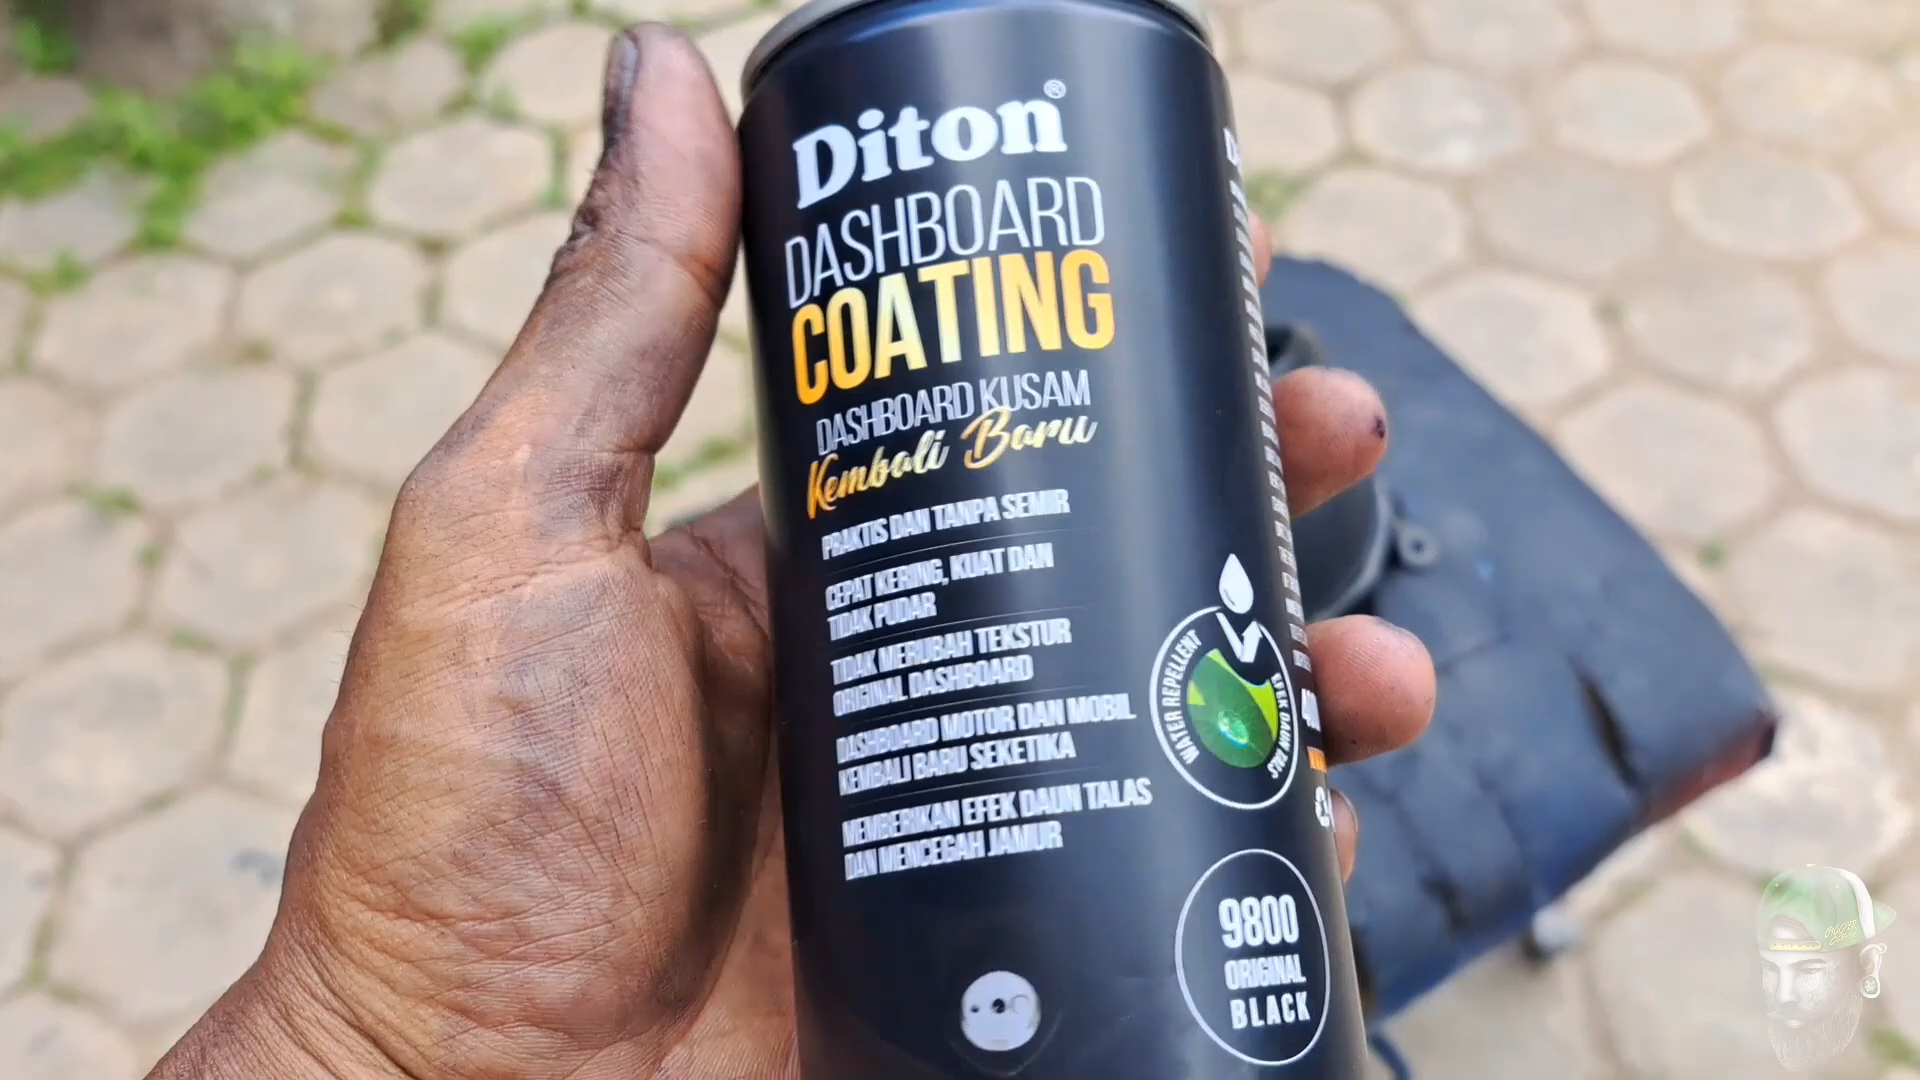 Diton®
DASHBOARD
COATING
DASHBOARD KUSAM
Kembali Baru
PRAKTIS DAN TANPA SEMIR
CEPAT KERING, KUAT DAN
TIDAK PUDAR
TIDAK MERUBAH TEKSTUR
ORIGINAL DASHBOARD
DASHBOARD MOTOR DAN MOBIL
KEMBALI BARU SEKETIKA
MEMBERIKAN EFEK DAUN TALAS
DAN MENCEGAH JAMUR
WATER REPELLENT
EFEK DAUN TALAS
9800
ORIGINAL
BLACK